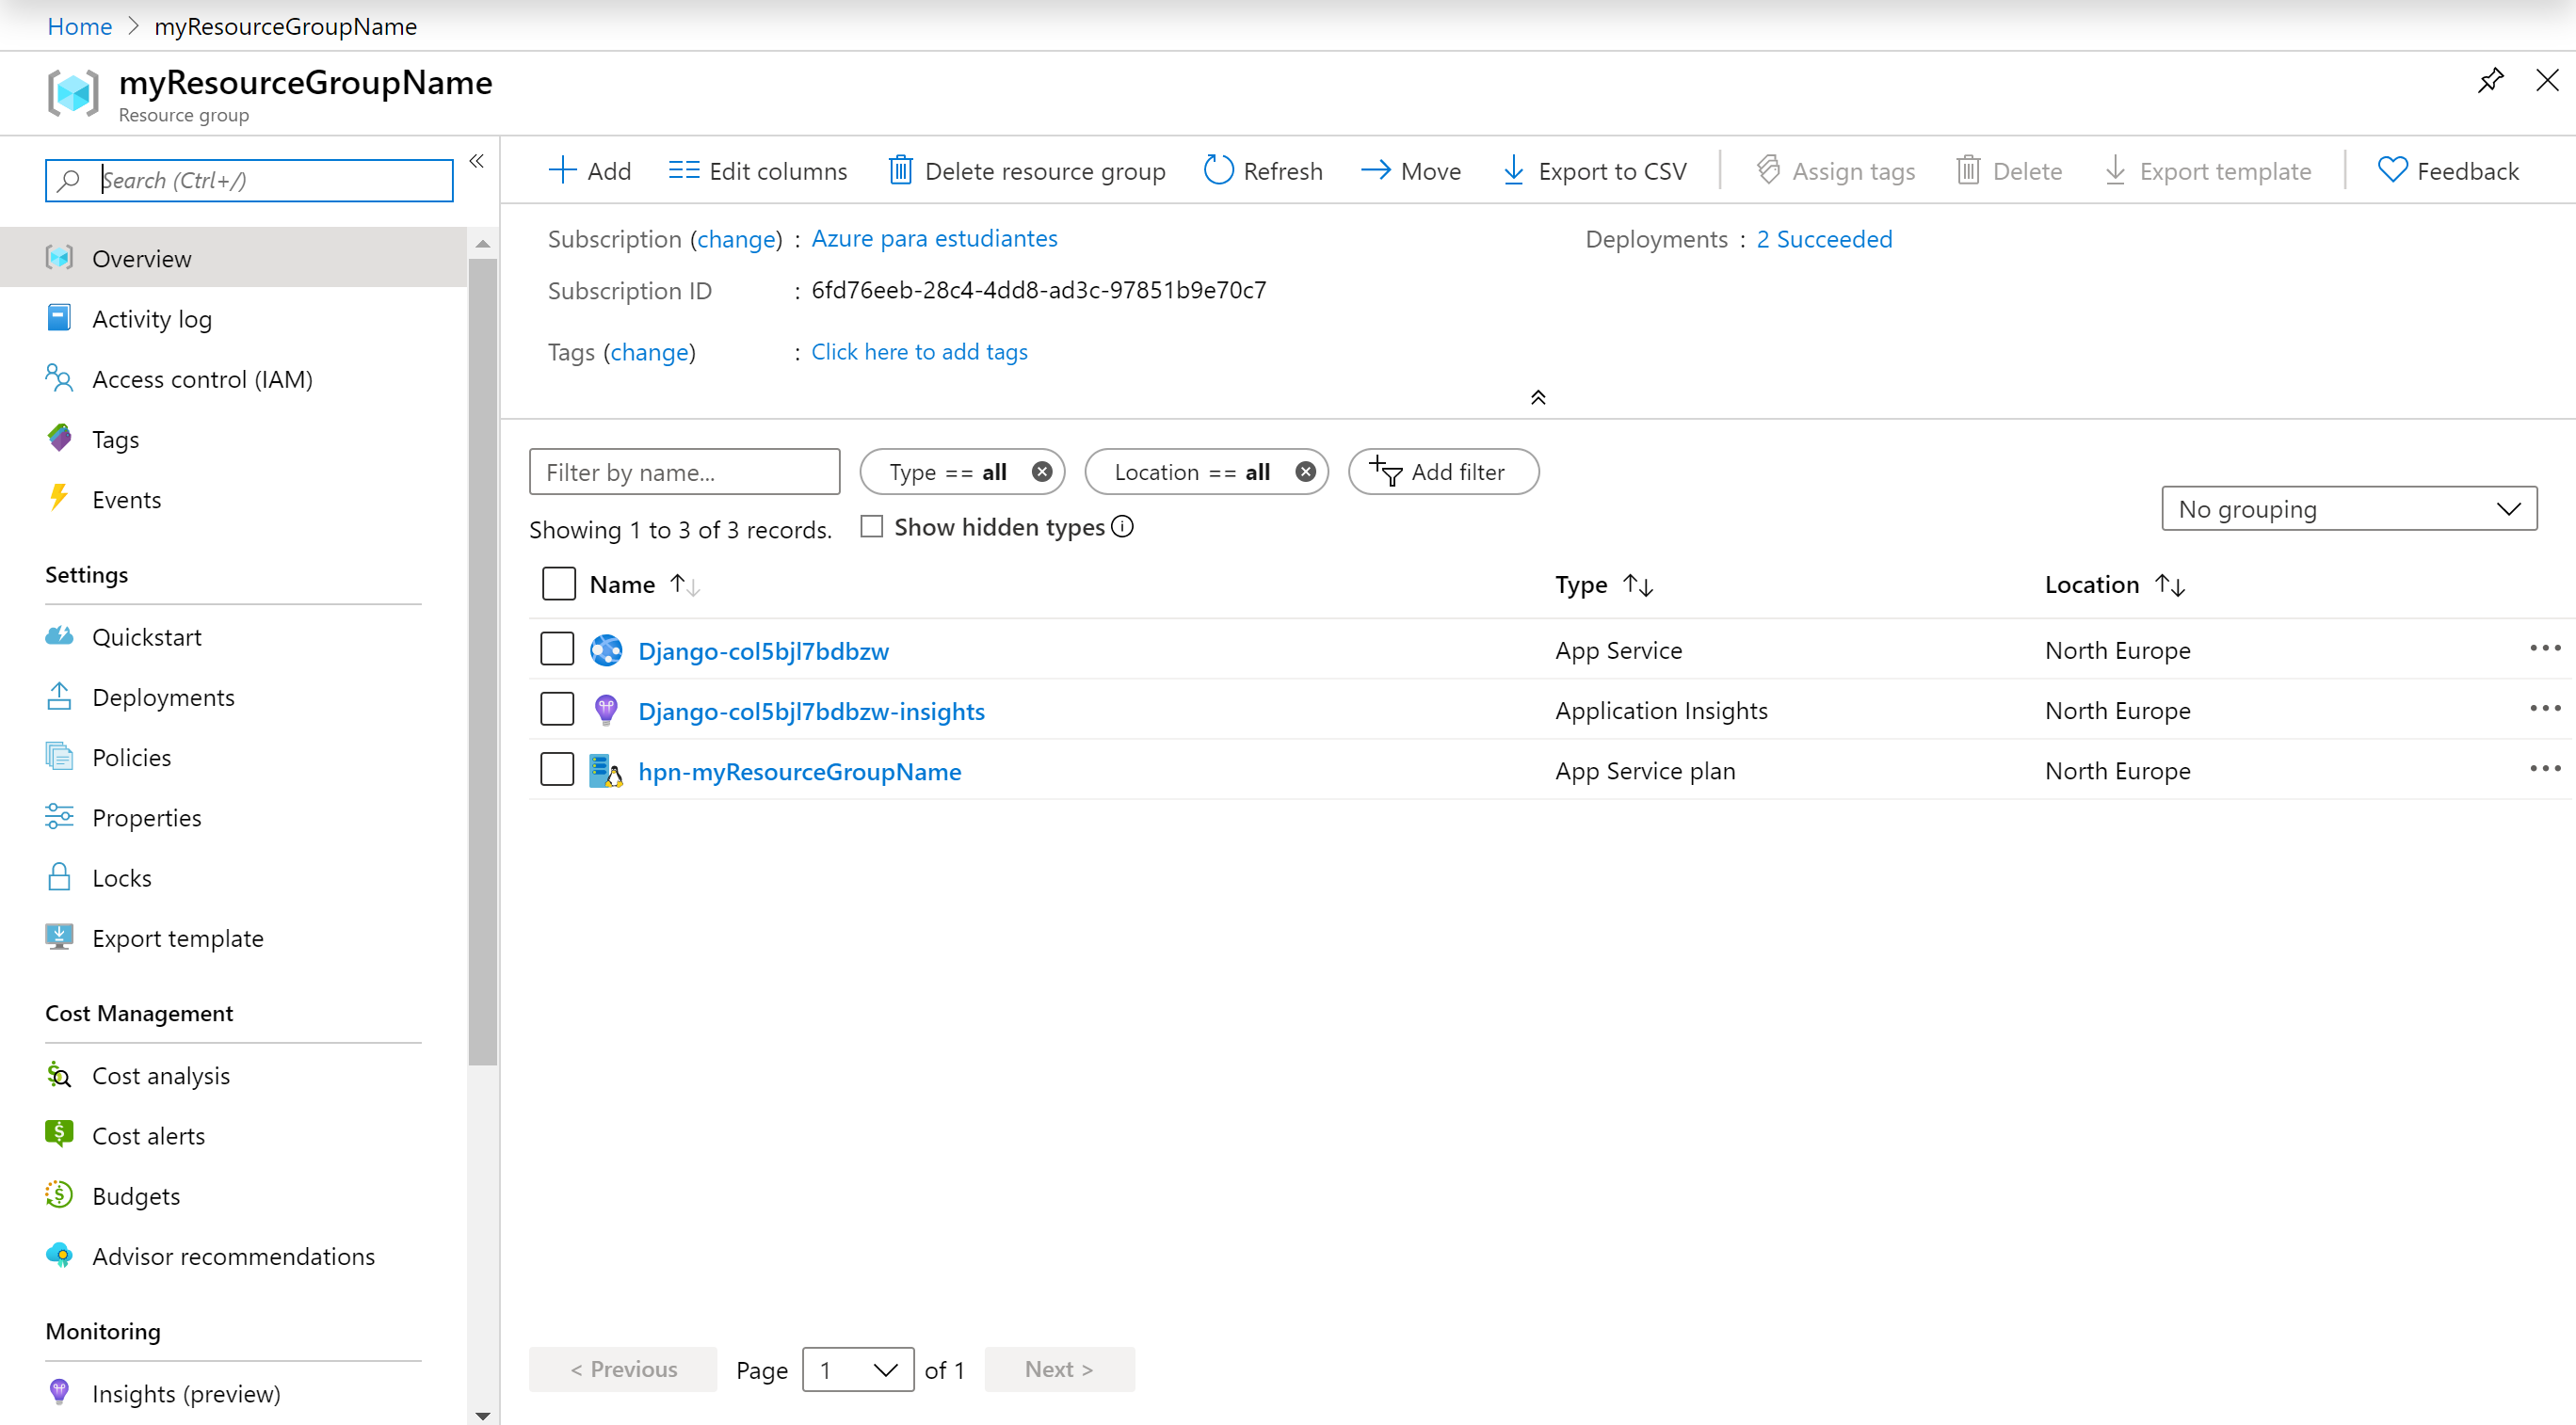 Home > myResourceGroupName
myResourceGroupName
Resource group
Search (Ctrl+/)
Overview
Activity log
Access control (IAM)
Tags
Events
Settings
Quickstart
Deployments
Policies
Properties
Locks
Export template
Cost Management
Cost analysis
Cost alerts
Budgets
Advisor recommendations
Monitoring
Insights (preview)
Add Edit columns Delete resource group Refresh Move Export to CSV Assign tags Delete Export template Feedback
Subscription (change) : Azure para estudiantes Deployments : 2 Succeeded
Subscription ID : 6fd76eeb-28c4-4dd8-ad3c-97851b9e70c7
Tags (change) : Click here to add tags
Filter by name... Type == all Location == all Add filter
No grouping
Showing 1 to 3 of 3 records. Show hidden types
Name Type Location
Django-col5bjl7bdbzw App Service North Europe
Django-col5bjl7bdbzw-insights Application Insights North Europe
hpn-myResourceGroupName App Service plan North Europe
< Previous Page 1 of 1 Next >